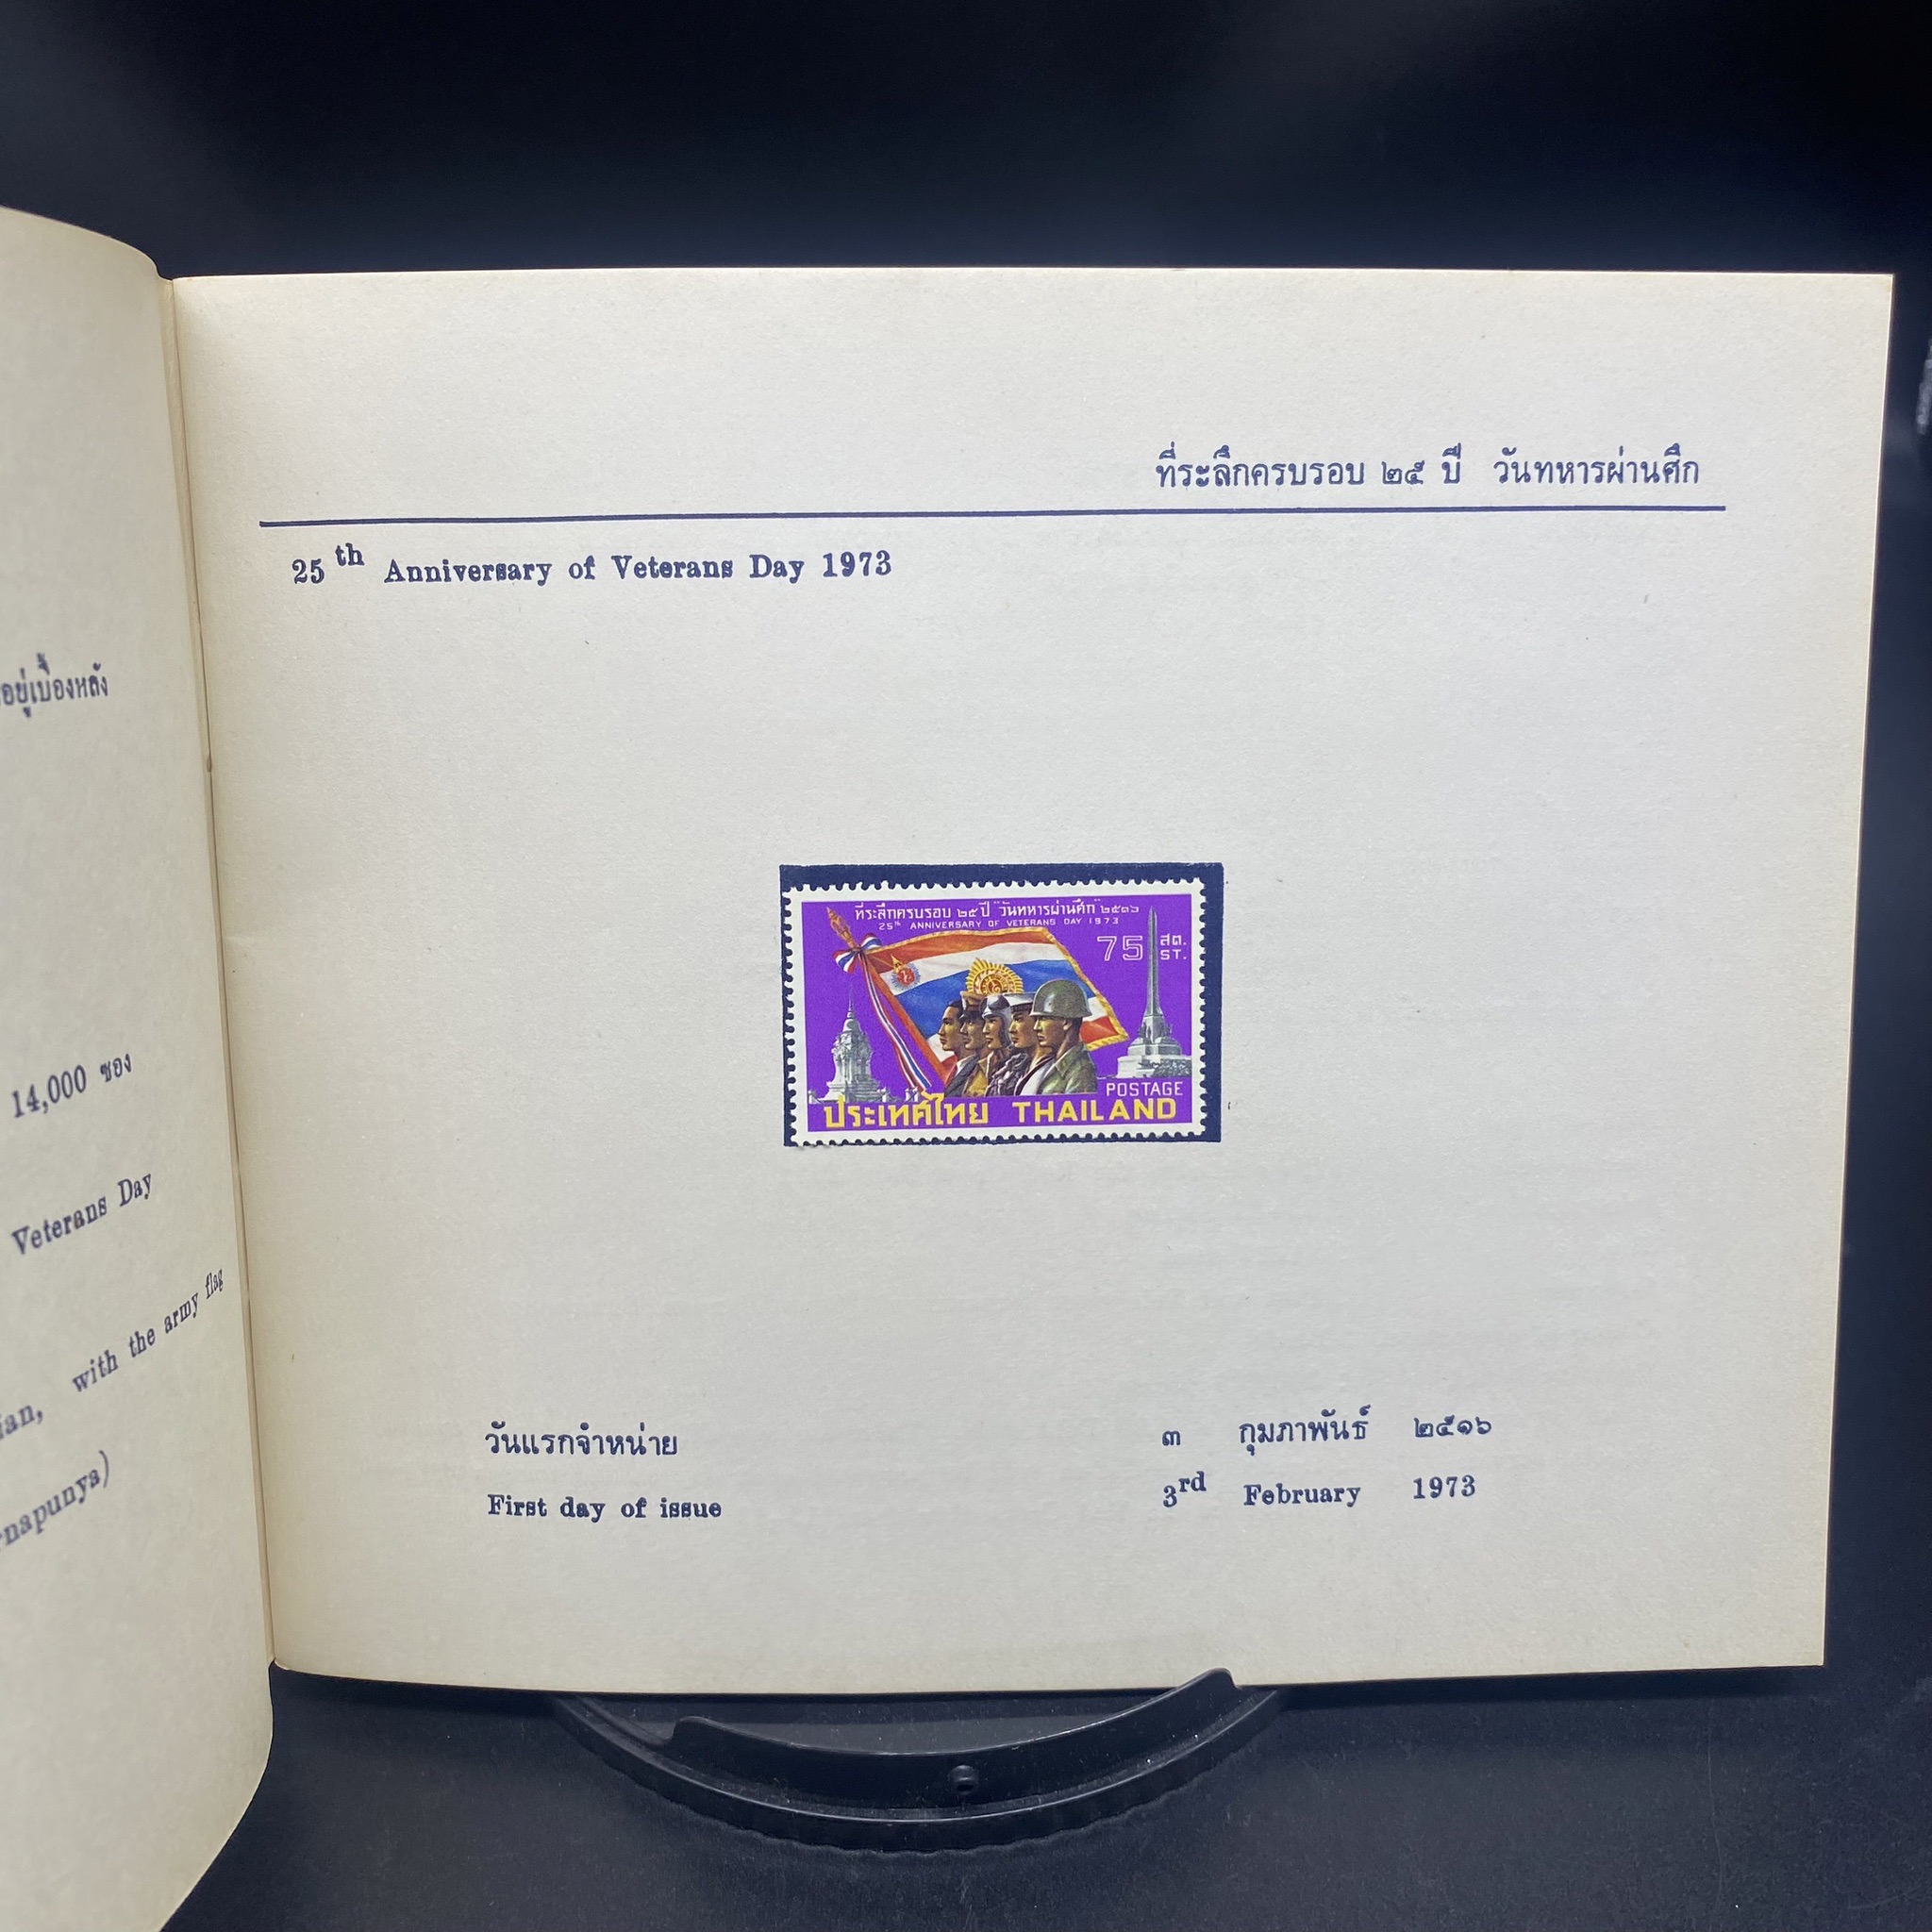 อยู่เบื้องหลัง
14,000 ซอง
Veterans Day
with the army flag
ที่ระลึกครบรอบ ๒๕ ปี วันทหารผ่านศึก
25th Anniversary of Veterans Day 1973
ที่ระลึกครบรอบ ๒๕ ปี "วันทหารผ่านศึก" ๒๕๑๖
25TH ANNIVERSARY OF VETERANS DAY 1973
75 สต.
ST.
POSTAGE
ประเทศไทย THAILAND
วันแรกจำหน่าย ๓ กุมภาพันธ์ ๒๕๑๖
First day of issue 3rd February 1973